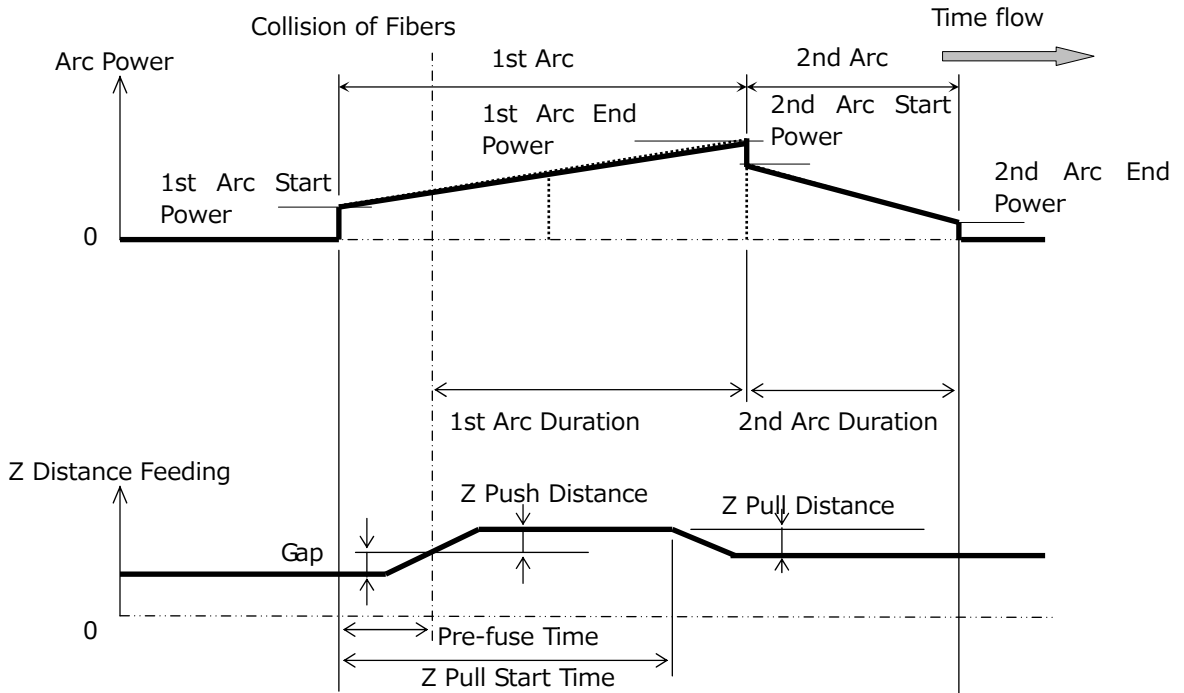 Collision of Fibers
Time flow
Arc Power
1st Arc
2nd Arc
1st Arc End
Power
2nd Arc Start
Power
1st Arc Start
Power
2nd Arc End
Power
0
1st Arc Duration
2nd Arc Duration
Z Distance Feeding
Z Push Distance
Z Pull Distance
Gap
0
Pre-fuse Time
Z Pull Start Time